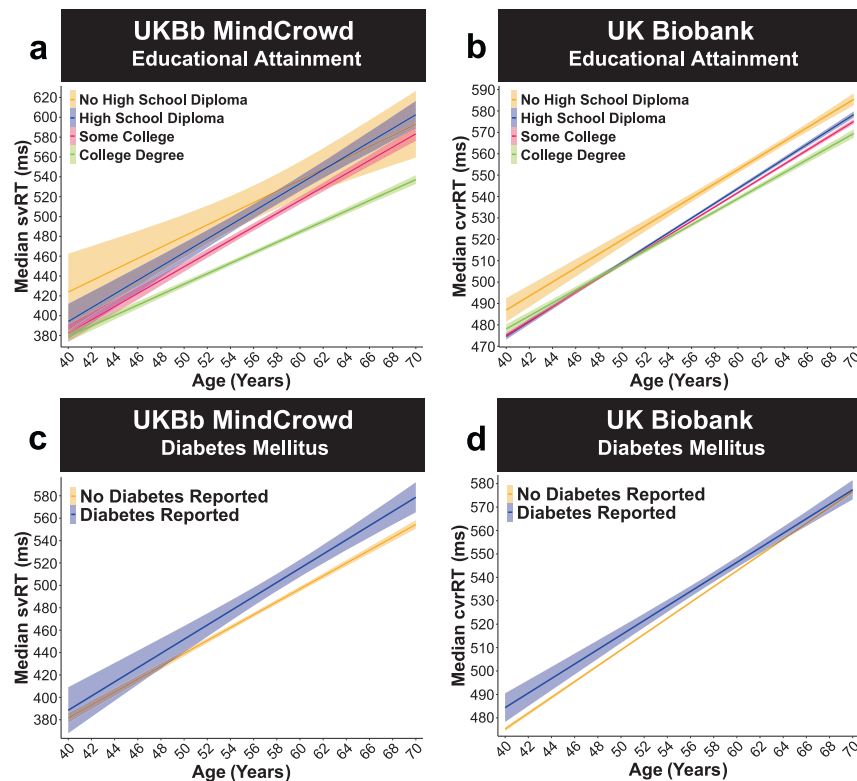 a
UKBb MindCrowd
Educational Attainment
Median svRT (ms)
620
600
580
560
540
520
500
480
460
440
420
400
380
No High School Diploma
High School Diploma
Some College
College Degree
40 42 44 46 48 50 52 54 56 58 60 62 64 66 68 70
Age (Years)
b
UK Biobank
Educational Attainment
Median cvrRT (ms)
590
580
570
560
550
540
530
520
510
500
490
480
470
No High School Diploma
High School Diploma
Some College
College Degree
40 42 44 46 48 50 52 54 56 58 60 62 64 66 68 70
Age (Years)
c
UKBb MindCrowd
Diabetes Mellitus
Median svRT (ms)
580
560
540
520
500
480
460
440
420
400
380
No Diabetes Reported
Diabetes Reported
40 42 44 46 48 50 52 54 56 58 60 62 64 66 68 70
Age (Years)
d
UK Biobank
Diabetes Mellitus
Median cvrRT (ms)
580
570
560
550
540
530
520
510
500
490
480
No Diabetes Reported
Diabetes Reported
40 42 44 46 48 50 52 54 56 58 60 62 64 66 68 70
Age (Years)